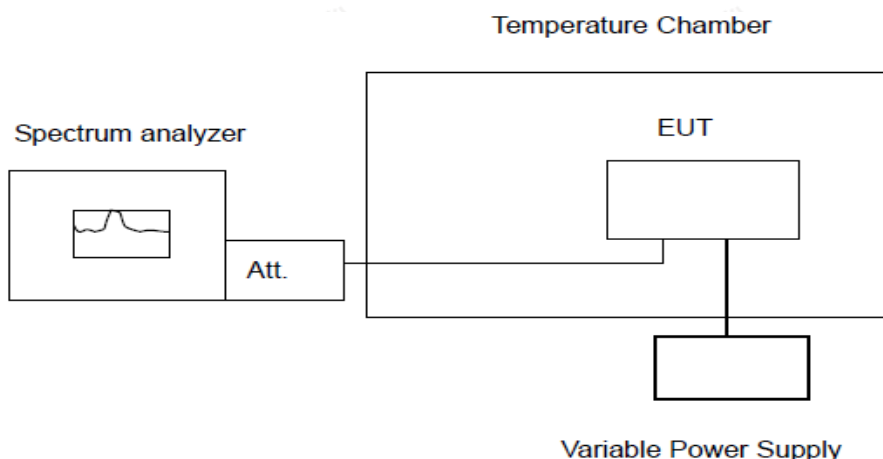 Temperature Chamber
Spectrum analyzer
EUT
Att.
Variable Power Supply